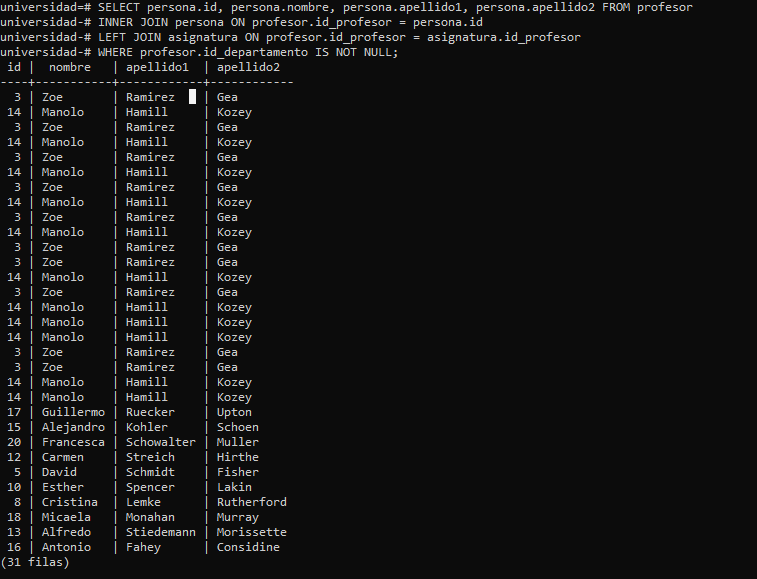 universidad=# SELECT persona.id, persona.nombre, persona.apellido1, persona.apellido2 FROM profesor
universidad-# INNER JOIN persona ON profesor.id_profesor = persona.id
universidad-# LEFT JOIN asignatura ON profesor.id_profesor = asignatura.id_profesor
universidad-# WHERE profesor.id_departamento IS NOT NULL;
 id |  nombre   | apellido1  | apellido2
----+-----------+------------+------------
  3 | Zoe       | Ramirez    | Gea
 14 | Manolo    | Hamill     | Kozey
  3 | Zoe       | Ramirez    | Gea
 14 | Manolo    | Hamill     | Kozey
  3 | Zoe       | Ramirez    | Gea
 14 | Manolo    | Hamill     | Kozey
  3 | Zoe       | Ramirez    | Gea
 14 | Manolo    | Hamill     | Kozey
  3 | Zoe       | Ramirez    | Gea
 14 | Manolo    | Hamill     | Kozey
  3 | Zoe       | Ramirez    | Gea
  3 | Zoe       | Ramirez    | Gea
 14 | Manolo    | Hamill     | Kozey
  3 | Zoe       | Ramirez    | Gea
 14 | Manolo    | Hamill     | Kozey
 14 | Manolo    | Hamill     | Kozey
 14 | Manolo    | Hamill     | Kozey
  3 | Zoe       | Ramirez    | Gea
  3 | Zoe       | Ramirez    | Gea
 14 | Manolo    | Hamill     | Kozey
 14 | Manolo    | Hamill     | Kozey
 17 | Guillermo | Ruecker    | Upton
 15 | Alejandro | Kohler     | Schoen
 20 | Francesca | Schowalter | Muller
 12 | Carmen    | Streich    | Hirthe
  5 | David     | Schmidt    | Fisher
 10 | Esther    | Spencer    | Lakin
  8 | Cristina  | Lemke      | Rutherford
 18 | Micaela   | Monahan    | Murray
 13 | Alfredo   | Stiedemann | Morissette
 16 | Antonio   | Fahey      | Considine
(31 filas)